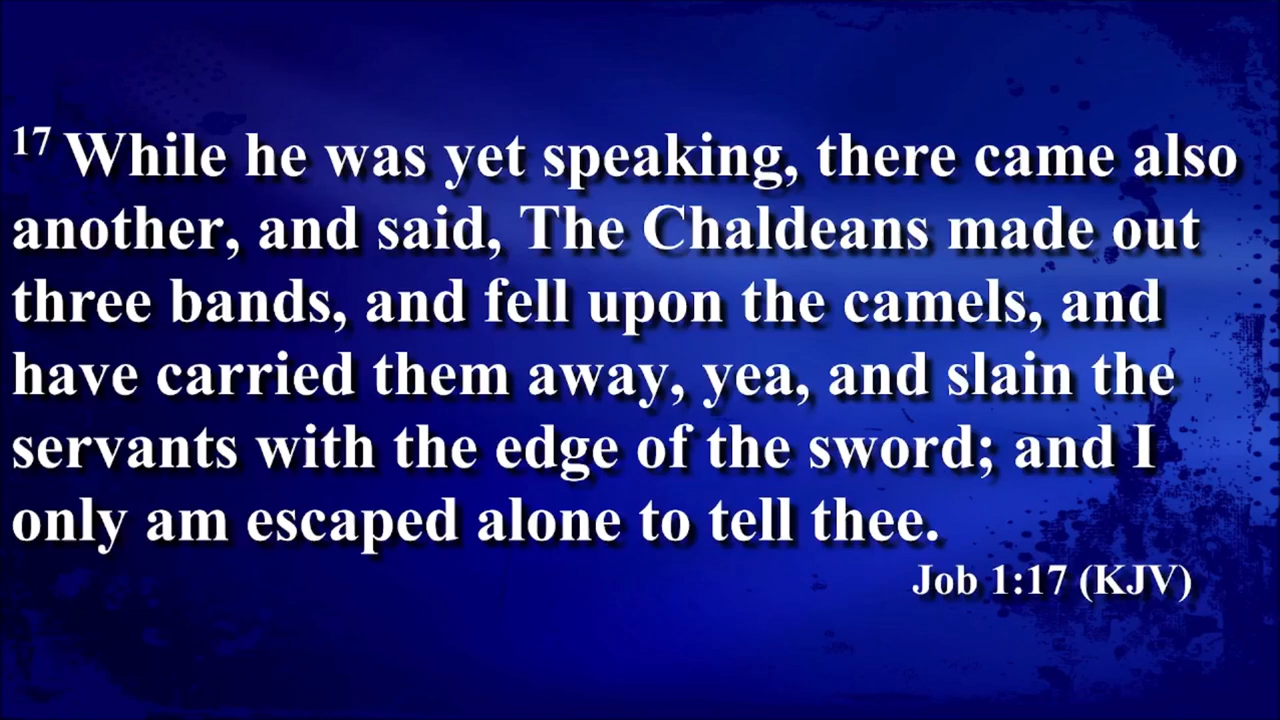 17 While he was yet speaking, there came also
another, and said, The Chaldeans made out
three bands, and fell upon the camels, and
have carried them away, yea, and slain the
servants with the edge of the sword; and I
only am escaped alone to tell thee.
Job 1:17 (KJV)